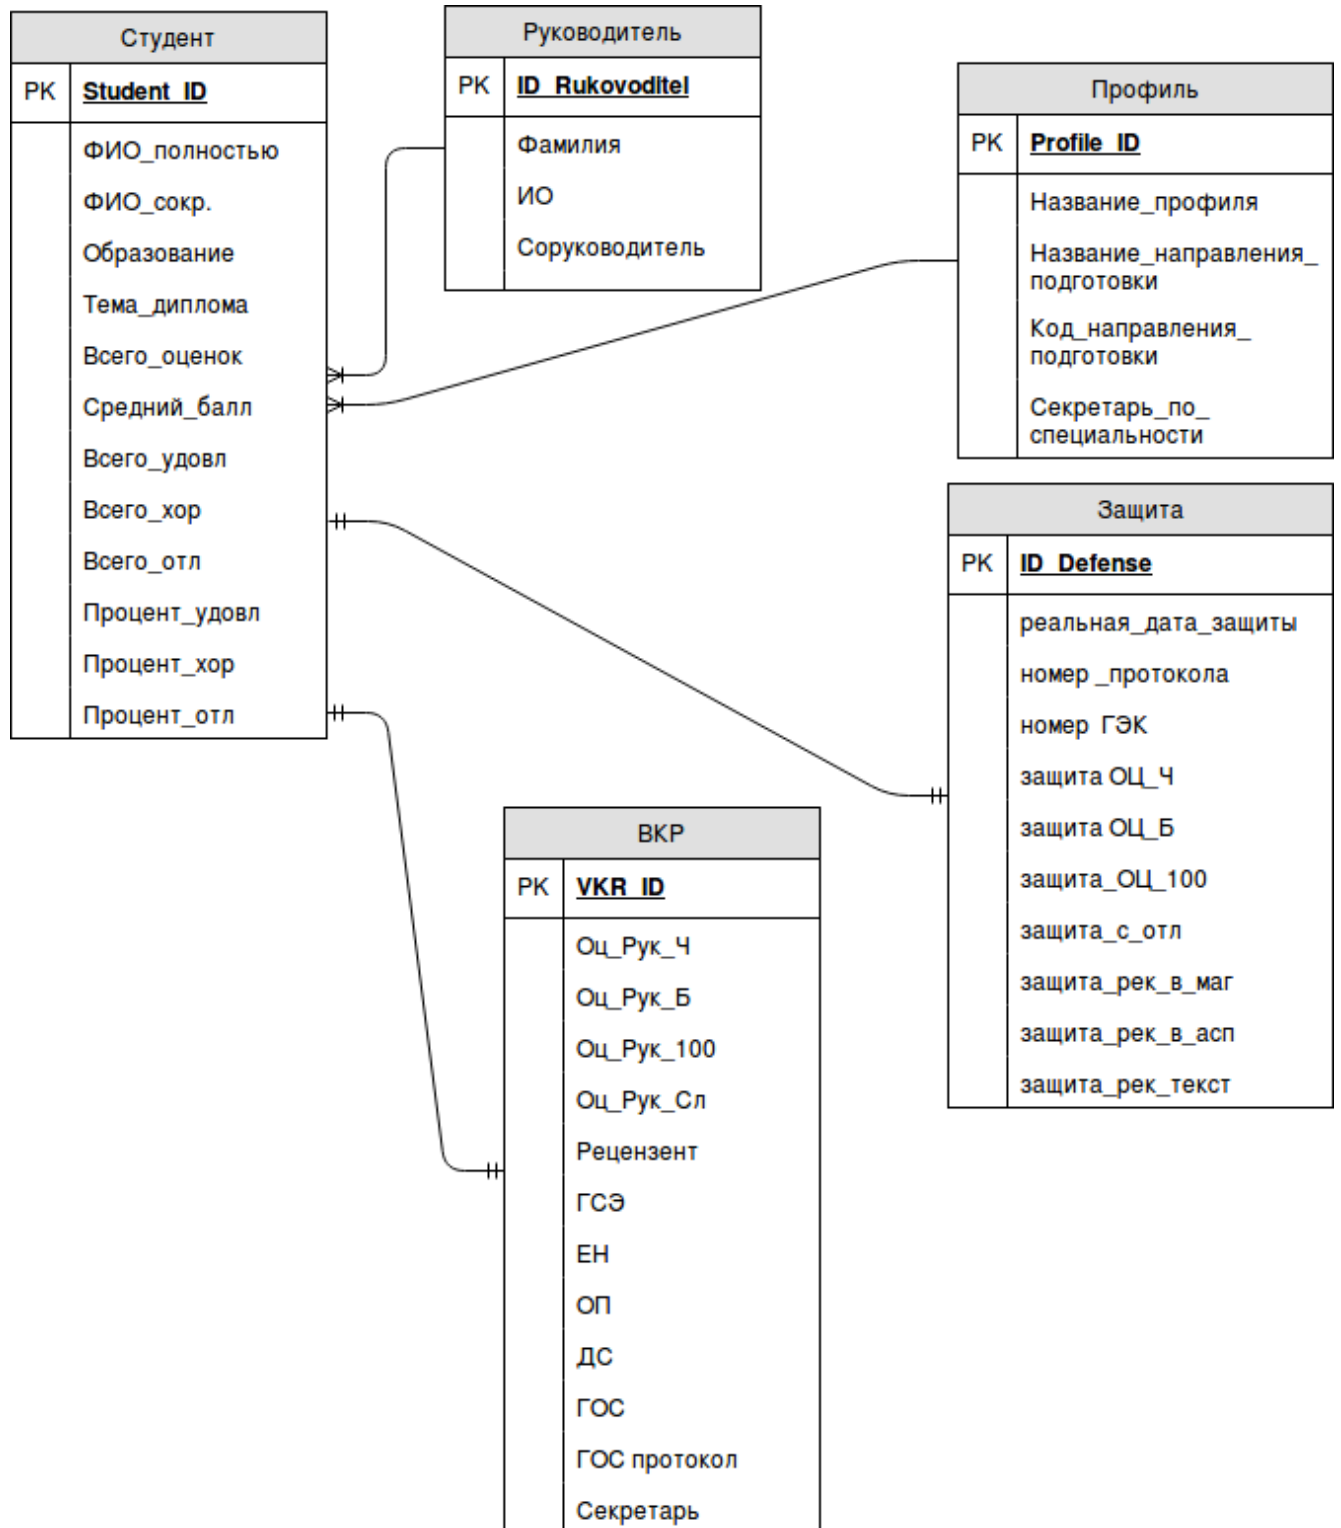 Студент
PK Student_ID
ФИО_полностью
ФИО_сокр.
Образование
Тема_диплома
Всего_оценок
Средний_балл
Всего_удовл
Всего_хор
Всего_отл
Процент_удовл
Процент_хор
Процент_отл
Руководитель
PK ID_Rukovoditel
Фамилия
ИО
Соруководитель
Профиль
PK Profile_ID
Название_профиля
Название_направления_
подготовки
Код_направления_
подготовки
Секретарь_по_
специальности
Защита
PK ID_Defense
реальная_дата_защиты
номер _протокола
номер ГЭК
защита ОЦ_Ч
защита ОЦ_Б
защита_ОЦ_100
защита_с_отл
защита_рек_в_маг
защита_рек_в_асп
защита_рек_текст
ВКР
PK VKR_ID
Оц_Рук_Ч
Оц_Рук_Б
Оц_Рук_100
Оц_Рук_Сл
Рецензент
ГСЭ
ЕН
ОП
ДС
ГОС
ГОС протокол
Секретарь